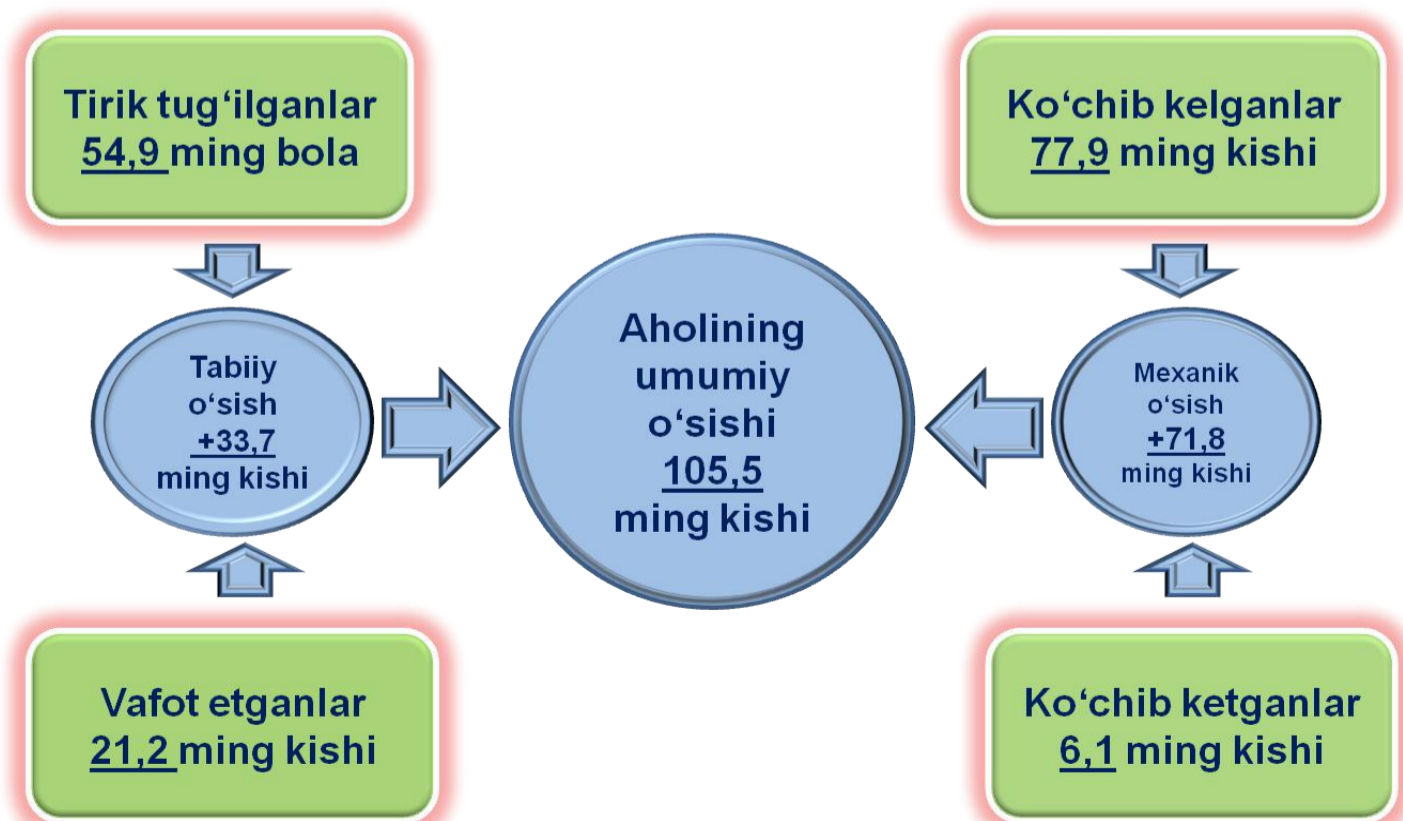 Tirik tug‘ilganlar
54,9 ming bola
Ko‘chib kelganlar
77,9 ming kishi
Tabiiy
o‘sish
+33,7
ming kishi
Aholining
umumiy
o‘sishi
105,5
ming kishi
Mexanik
o‘sish
+71,8
ming kishi
Vafot etganlar
21,2 ming kishi
Ko‘chib ketganlar
6,1 ming kishi